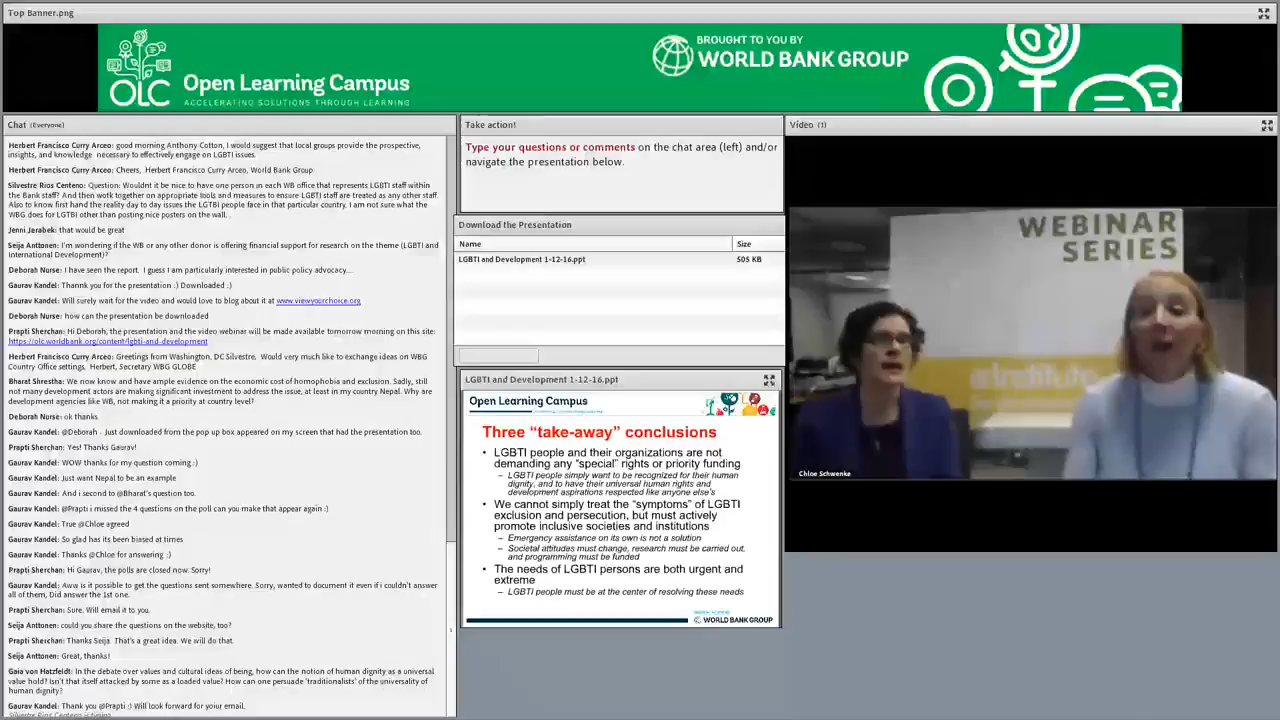 Top Banner.png
OLC
Open Learning Campus
ACCELERATING SOLUTIONS THROUGH LEARNING
BROUGHT TO YOU BY
WORLD BANK GROUP
Chat (Everyone)
Herbert Francisco Curry Arceo: good morning Anthony Cotton, I would suggest that local groups provide the prospective,
insights, and knowledge necessary to effectively engage on LGBTI issues.
Herbert Francisco Curry Arceo: Cheers, Herbert Francisco Curry Arceo, World Bank Group
Silvestre Rios Centeno: Question: Wouldnt it be nice to have one person in each WB office that represents LGBTI staff within
the Bank staff? And then work together on appropriate tools and measures to ensure LGBTI staff are treated as any other staff.
Also to know first hand the reality day to day issues the LGTBI people face in that particular country. I am not sure what the
WBG does for LGTBI other than posting nice posters on the wall.
Jenni Jarabek: that would be great
Seija Anttonen: I'm wondering if the WB or any other donor is offering financial support for research on the theme (LGTBI and
International Development)?
Deborah Nurse: I have seen the report. I guess I am particularly interested in public policy advocacy....
Gaurav Kandel: Thannk you for the presentation :) Downloaded :)
Gaurav Kandel: Will surely wait for the video and would love to blog about it at www.viewyourchoice.org
Deborah Nurse: how can the presentation be downloaded
Prapti Sherchan: Hi Deborah, the presentation and the video webinar will be made available tomorrow morning on this site:
https://olc.worldbank.org/content/lgbti-and-development
Herbert Francisco Curry Arceo: Greetings from Washington, DC Silvestre. Would very much like to exchange ideas on WBG
Country Office settings. Herbert, Secretary WBG GLOBE
Bharat Shrestha: We now know and have ample evidence on the economic cost of homophobia and exclusion. Sadly, still
not many development actors are making significant investment to address the issue, at least in my country Nepal. Why are
development agencies like WB, not making it a priority at country level?
Deborah Nurse: ok thanks
Gaurav Kandel: @Deborah - Just downloaded from the pop up box appeared on my screen that had the presentation too.
Prapti Sherchan: Yes! Thanks Gaurav!
Gaurav Kandel: WOW thanks for my question coming :)
Gaurav Kandel: Just want Nepal to be an example
Gaurav Kandel: And i second to @Bharat's question too.
Gaurav Kandel: @Prapti i missed the 4 questions on the poll can you make that appear again :)
Gaurav Kandel: True @Chloe agreed
Gaurav Kandel: So glad has its been biased at times
Gaurav Kandel: Thanks @Chloe for answering :)
Prapti Sherchan: Hi Gaurav, the polls are closed now. Sorry!
Gaurav Kandel: Aww is it possible to get the questions sent somewhere. Sorry, wanted to document it even if i couldn't answer
all of them, Did answer the 1st one.
Prapti Sherchan: Sure. Will email it to you.
Seija Anttonen: could you share the questions on the website, too?
Prapti Sherchan: Thanks Seija. That's a great idea. We will do that.
Seija Anttonen: Great, thanks!
Gaia von Hatzfeldt: In the debate over values and cultural ideas of being, how can the notion of human dignity as a universal
value hold? Isn't that itself attacked by some as a loaded value? How can one persuade 'traditionalists' of the universality of
human dignity?
Gaurav Kandel: Thank you @Prapti :) Will look forward for your email.
Silvestre Rios Centeno is typing
Take action!
Type your questions or comments on the chat area (left) and/or
navigate the presentation below.
Download the Presentation
Name Size
LGBTI and Development 1-12-16.ppt 505 KB
LGBTI and Development 1-12-16.ppt
Open Learning Campus
Three “take-away” conclusions
• LGBTI people and their organizations are not
demanding any “special” rights or priority funding
– LGBTI people simply want to be recognized for their human
dignity, and to have their universal human rights and
development aspirations respected like anyone else's
• We cannot simply treat the “symptoms” of LGBTI
exclusion and persecution, but must actively
promote inclusive societies and institutions
– Emergency assistance on its own is not a solution
– Societal attitudes must change, research must be carried out,
and programming must be funded
• The needs of LGBTI persons are both urgent and
extreme
– LGBTI people must be at the center of resolving these needs
WORLD BANK GROUP
Video (1)
WEBINAR
SERIES
Chloe Schwenke